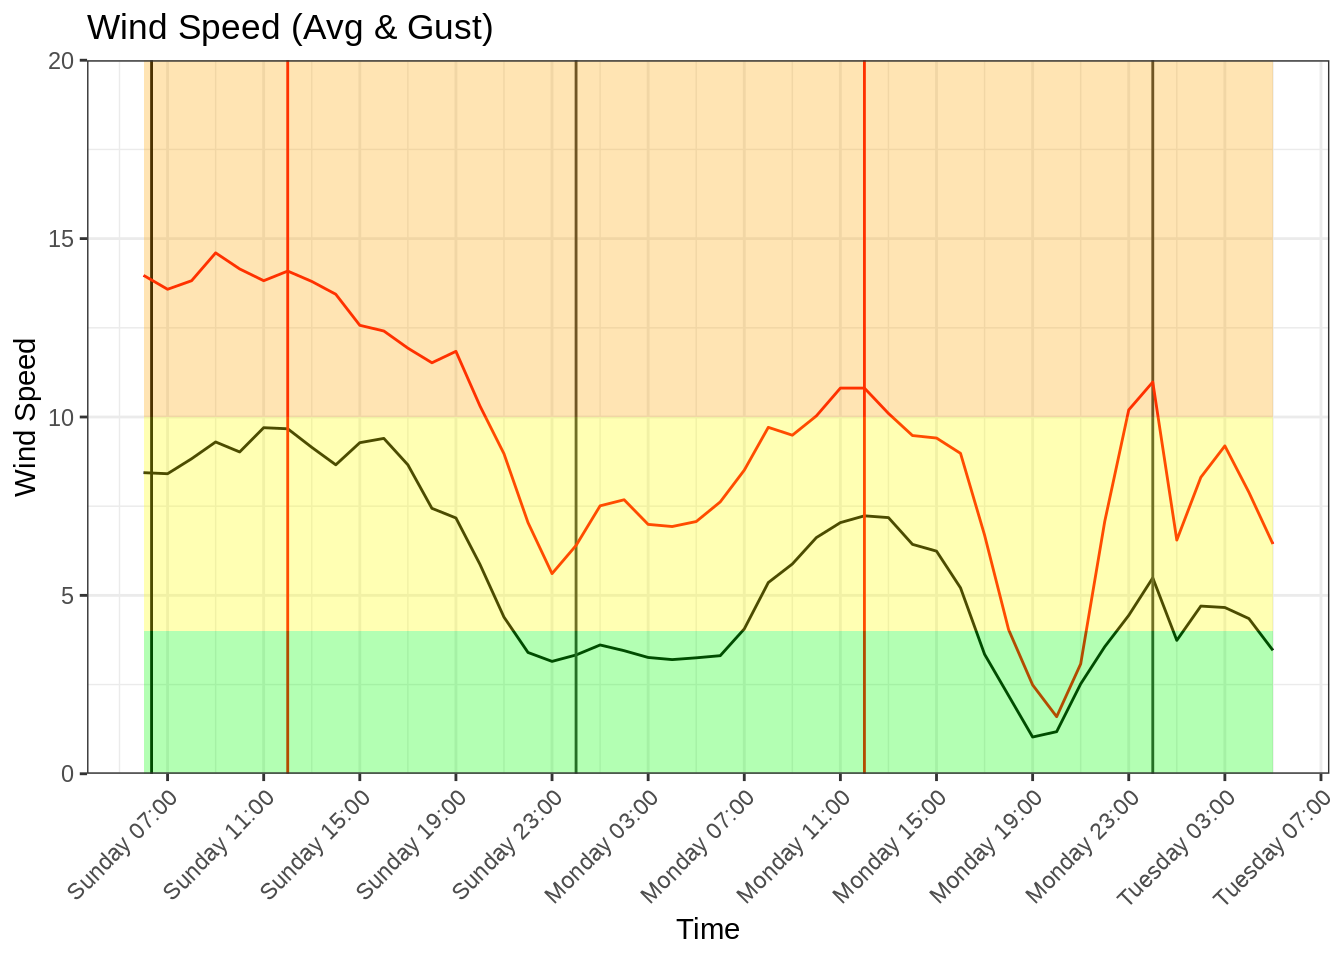 Wind Speed (Avg & Gust)
20
15
10
5
0
Wind Speed
Sunday 07:00
Sunday 11:00
Sunday 15:00
Sunday 19:00
Sunday 23:00
Monday 03:00
Monday 07:00
Monday 11:00
Monday 15:00
Monday 19:00
Monday 23:00
Tuesday 03:00
Tuesday 07:00
Time